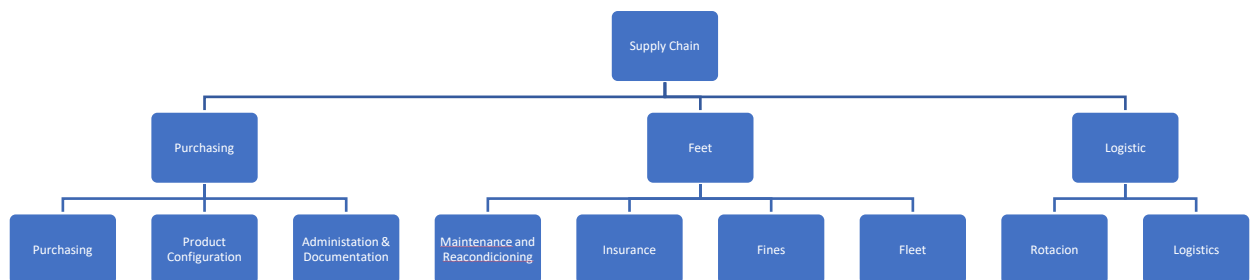 Supply Chain
Purchasing
Feet
Logistic
Purchasing
Product
Configuration
Administation &
Documentation
Maintenance and
Reacondicioning
Insurance
Fines
Fleet
Rotacion
Logistics